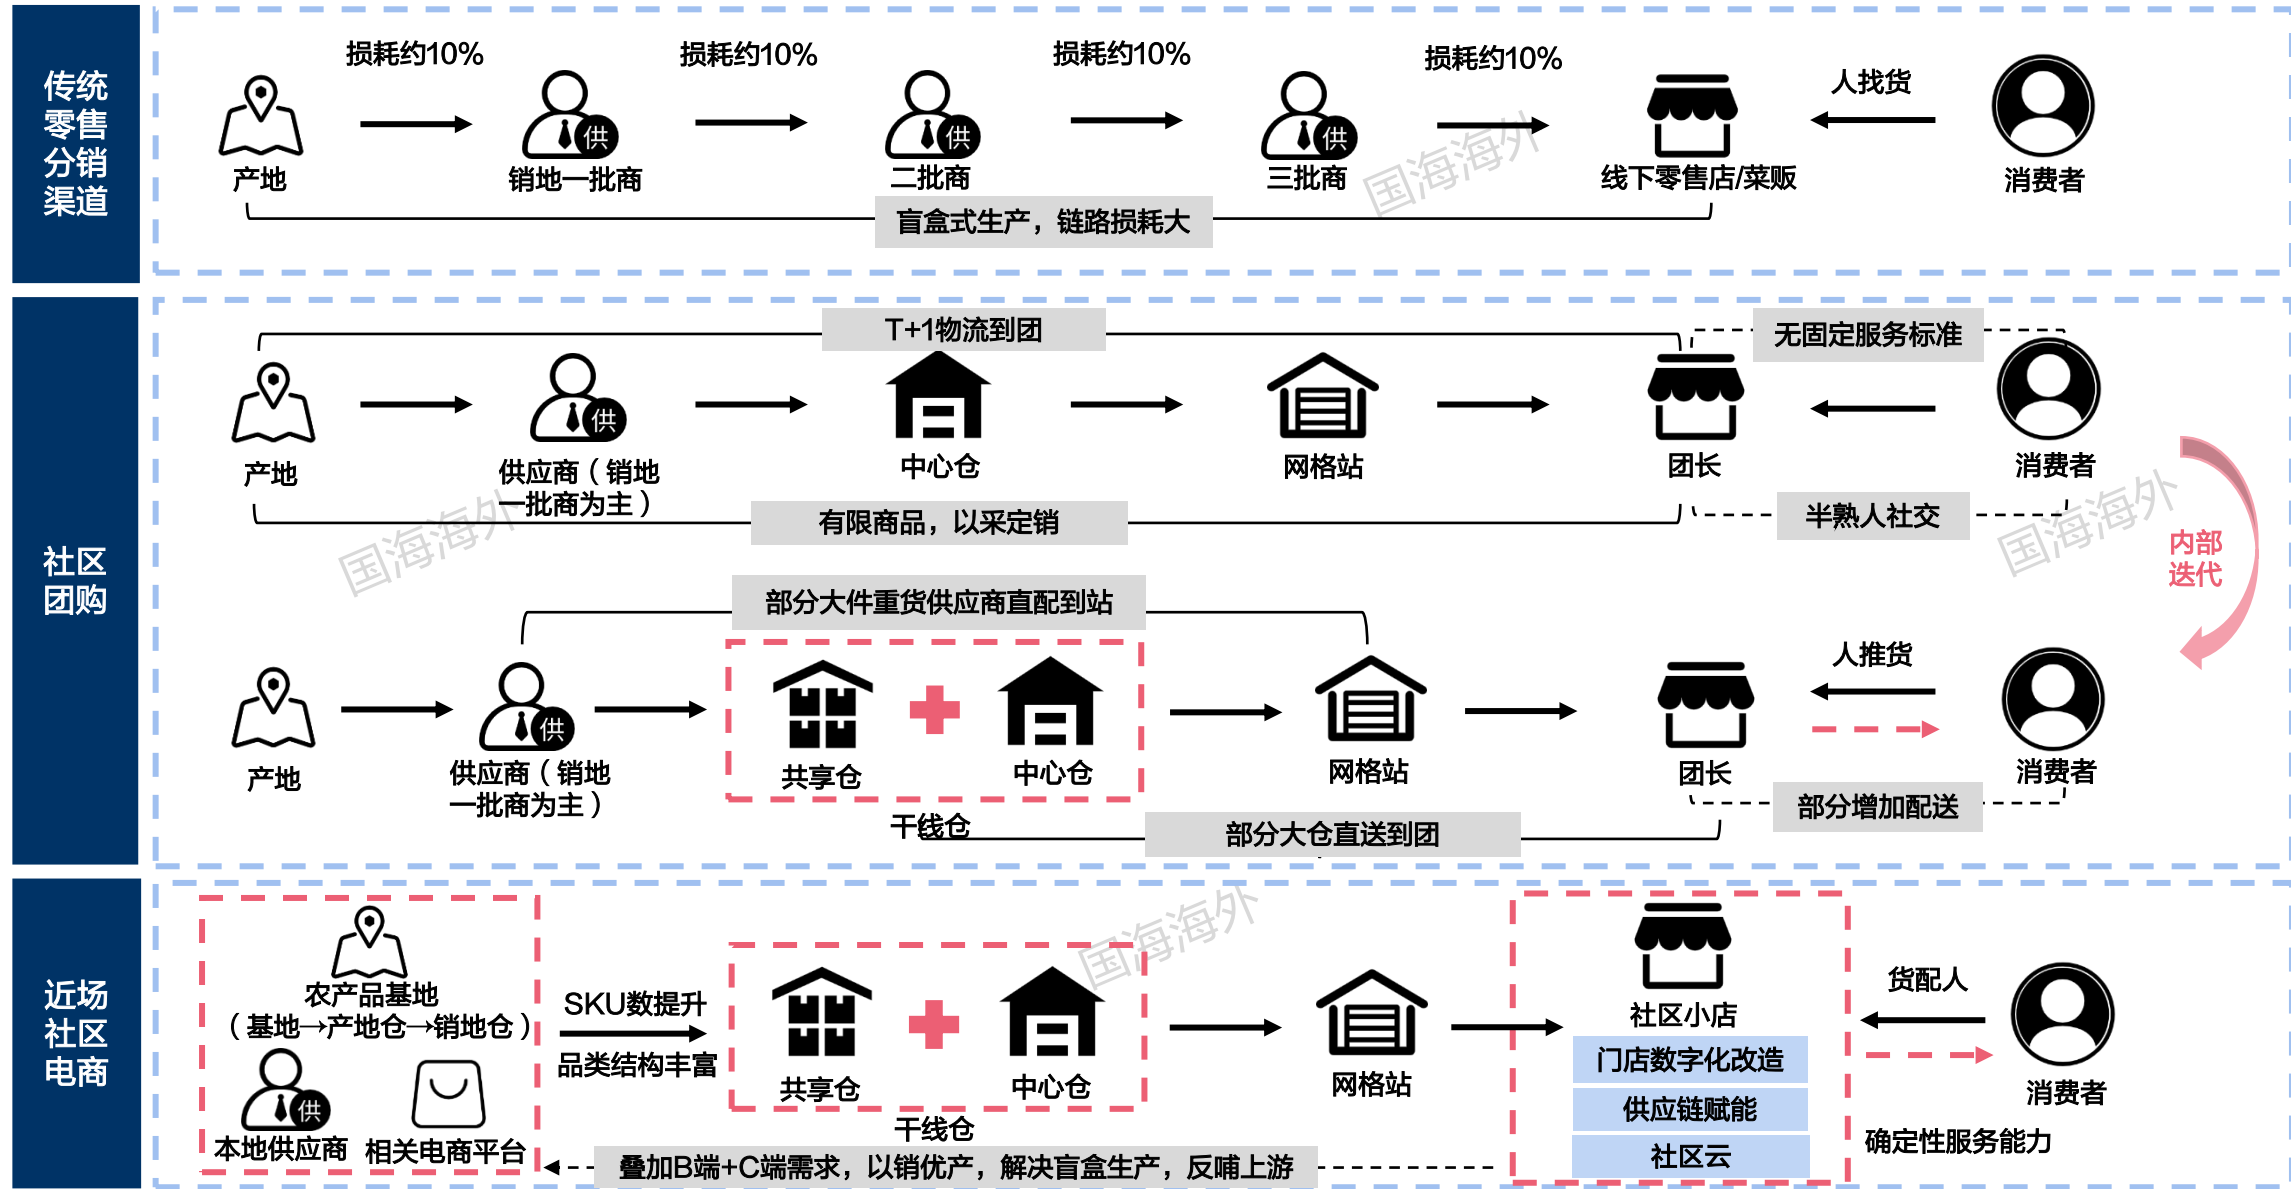 传统
零售
分销
渠道
损耗约10%
损耗约10%
损耗约10%
损耗约10%
人找货
供
供
供
产地
销地一批商
二批商
三批商
线下零售店/菜贩
消费者
盲盒式生产，链路损耗大
国海海外
社区
团购
T+1物流到团
无固定服务标准
供
产地
供应商（销地
一批商为主）
中心仓
网格站
团长
消费者
有限商品，以采定销
半熟人社交
国海海外
国海海外
内部
迭代
部分大件重货供应商直配到站
人推货
供
产地
供应商（销地
一批商为主）
共享仓
中心仓
网格站
团长
消费者
干线仓
部分大仓直送到团
部分增加配送
近场
社区
电商
国海海外
农产品基地
（基地→产地仓→销地仓）
供
本地供应商
相关电商平台
SKU数提升
品类结构丰富
共享仓
中心仓
干线仓
网格站
社区小店
门店数字化改造
供应链赋能
社区云
货配人
消费者
确定性服务能力
叠加B端+C端需求，以销优产，解决盲盒生产，反哺上游